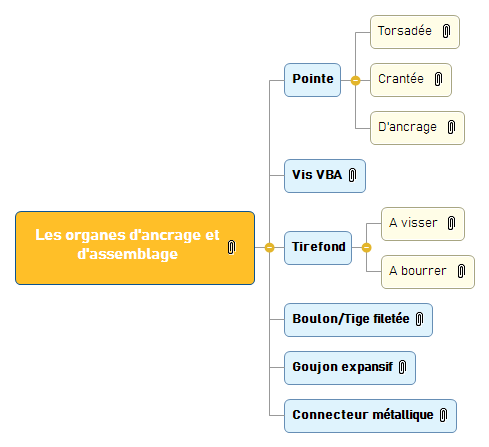 Les organes d'ancrage et
d'assemblage
Pointe
Torsadée
Crantée
D'ancrage
Vis VBA
Tirefond
A visser
A bourrer
Boulon/Tige filetée
Goujon expansif
Connecteur métallique